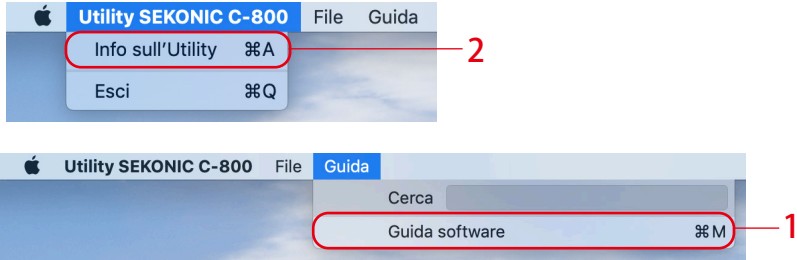 Utility SEKONIC C-800 File Guida
Info sull'Utility ⌘A 2
Esci ⌘Q
Utility SEKONIC C-800 File Guida
Cerca
Guida software ⌘M 1